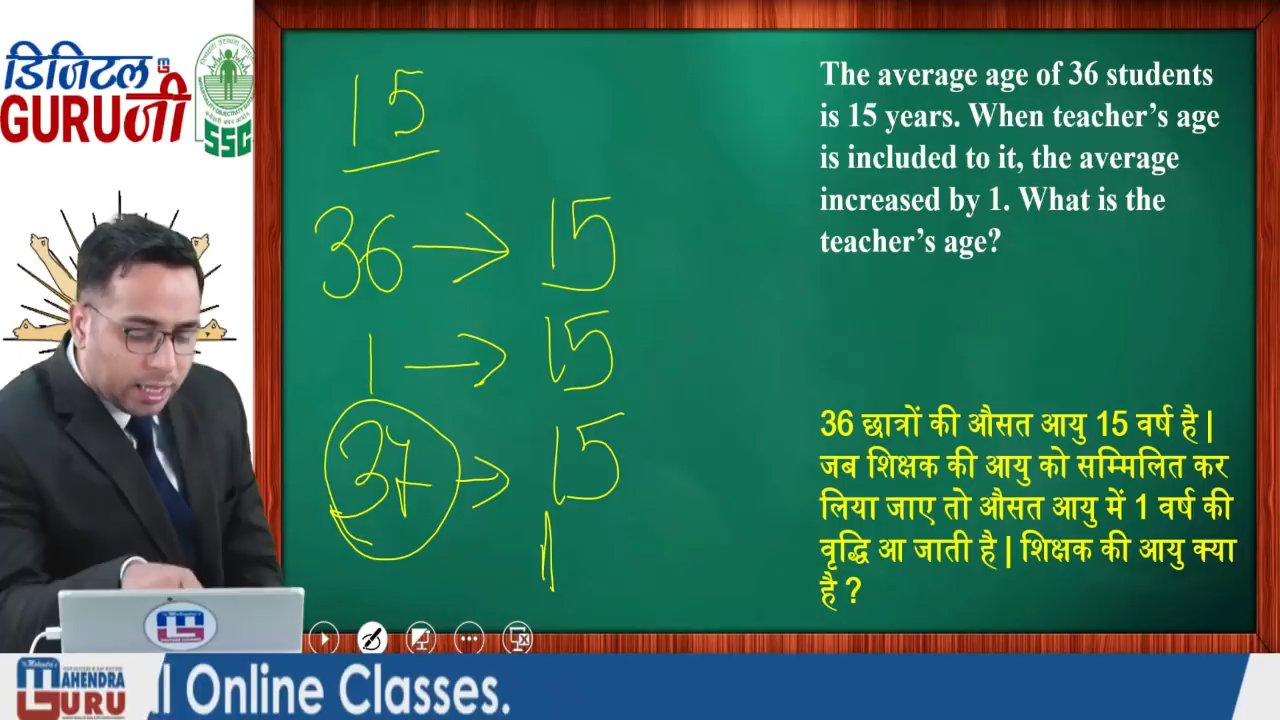 डिजिटल
GURUजी
SSC
15
36 → 15
1 → 15
37 → 15
1
The average age of 36 students
is 15 years. When teacher’s age
is included to it, the average
increased by 1. What is the
teacher’s age?
36 छात्रों की औसत आयु 15 वर्ष है |
जब शिक्षक की आयु को सम्मिलित कर
लिया जाए तो औसत आयु में 1 वर्ष की
वृद्धि आ जाती है | शिक्षक की आयु क्या
है ?
MAHENDRA
GURU
l Online Classes.